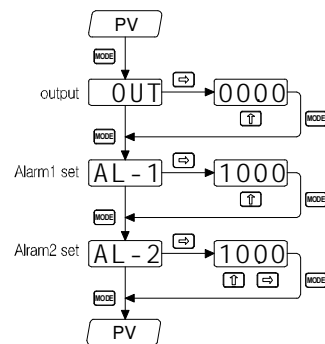 PV
MODE
output OUT ⇨ 0000
⇧ MODE
MODE
Alarm1 set AL-1 ⇨ 1000
⇧ MODE
MODE
Alram2 set AL-2 ⇨ 1000
⇧ ⇨ MODE
MODE
PV